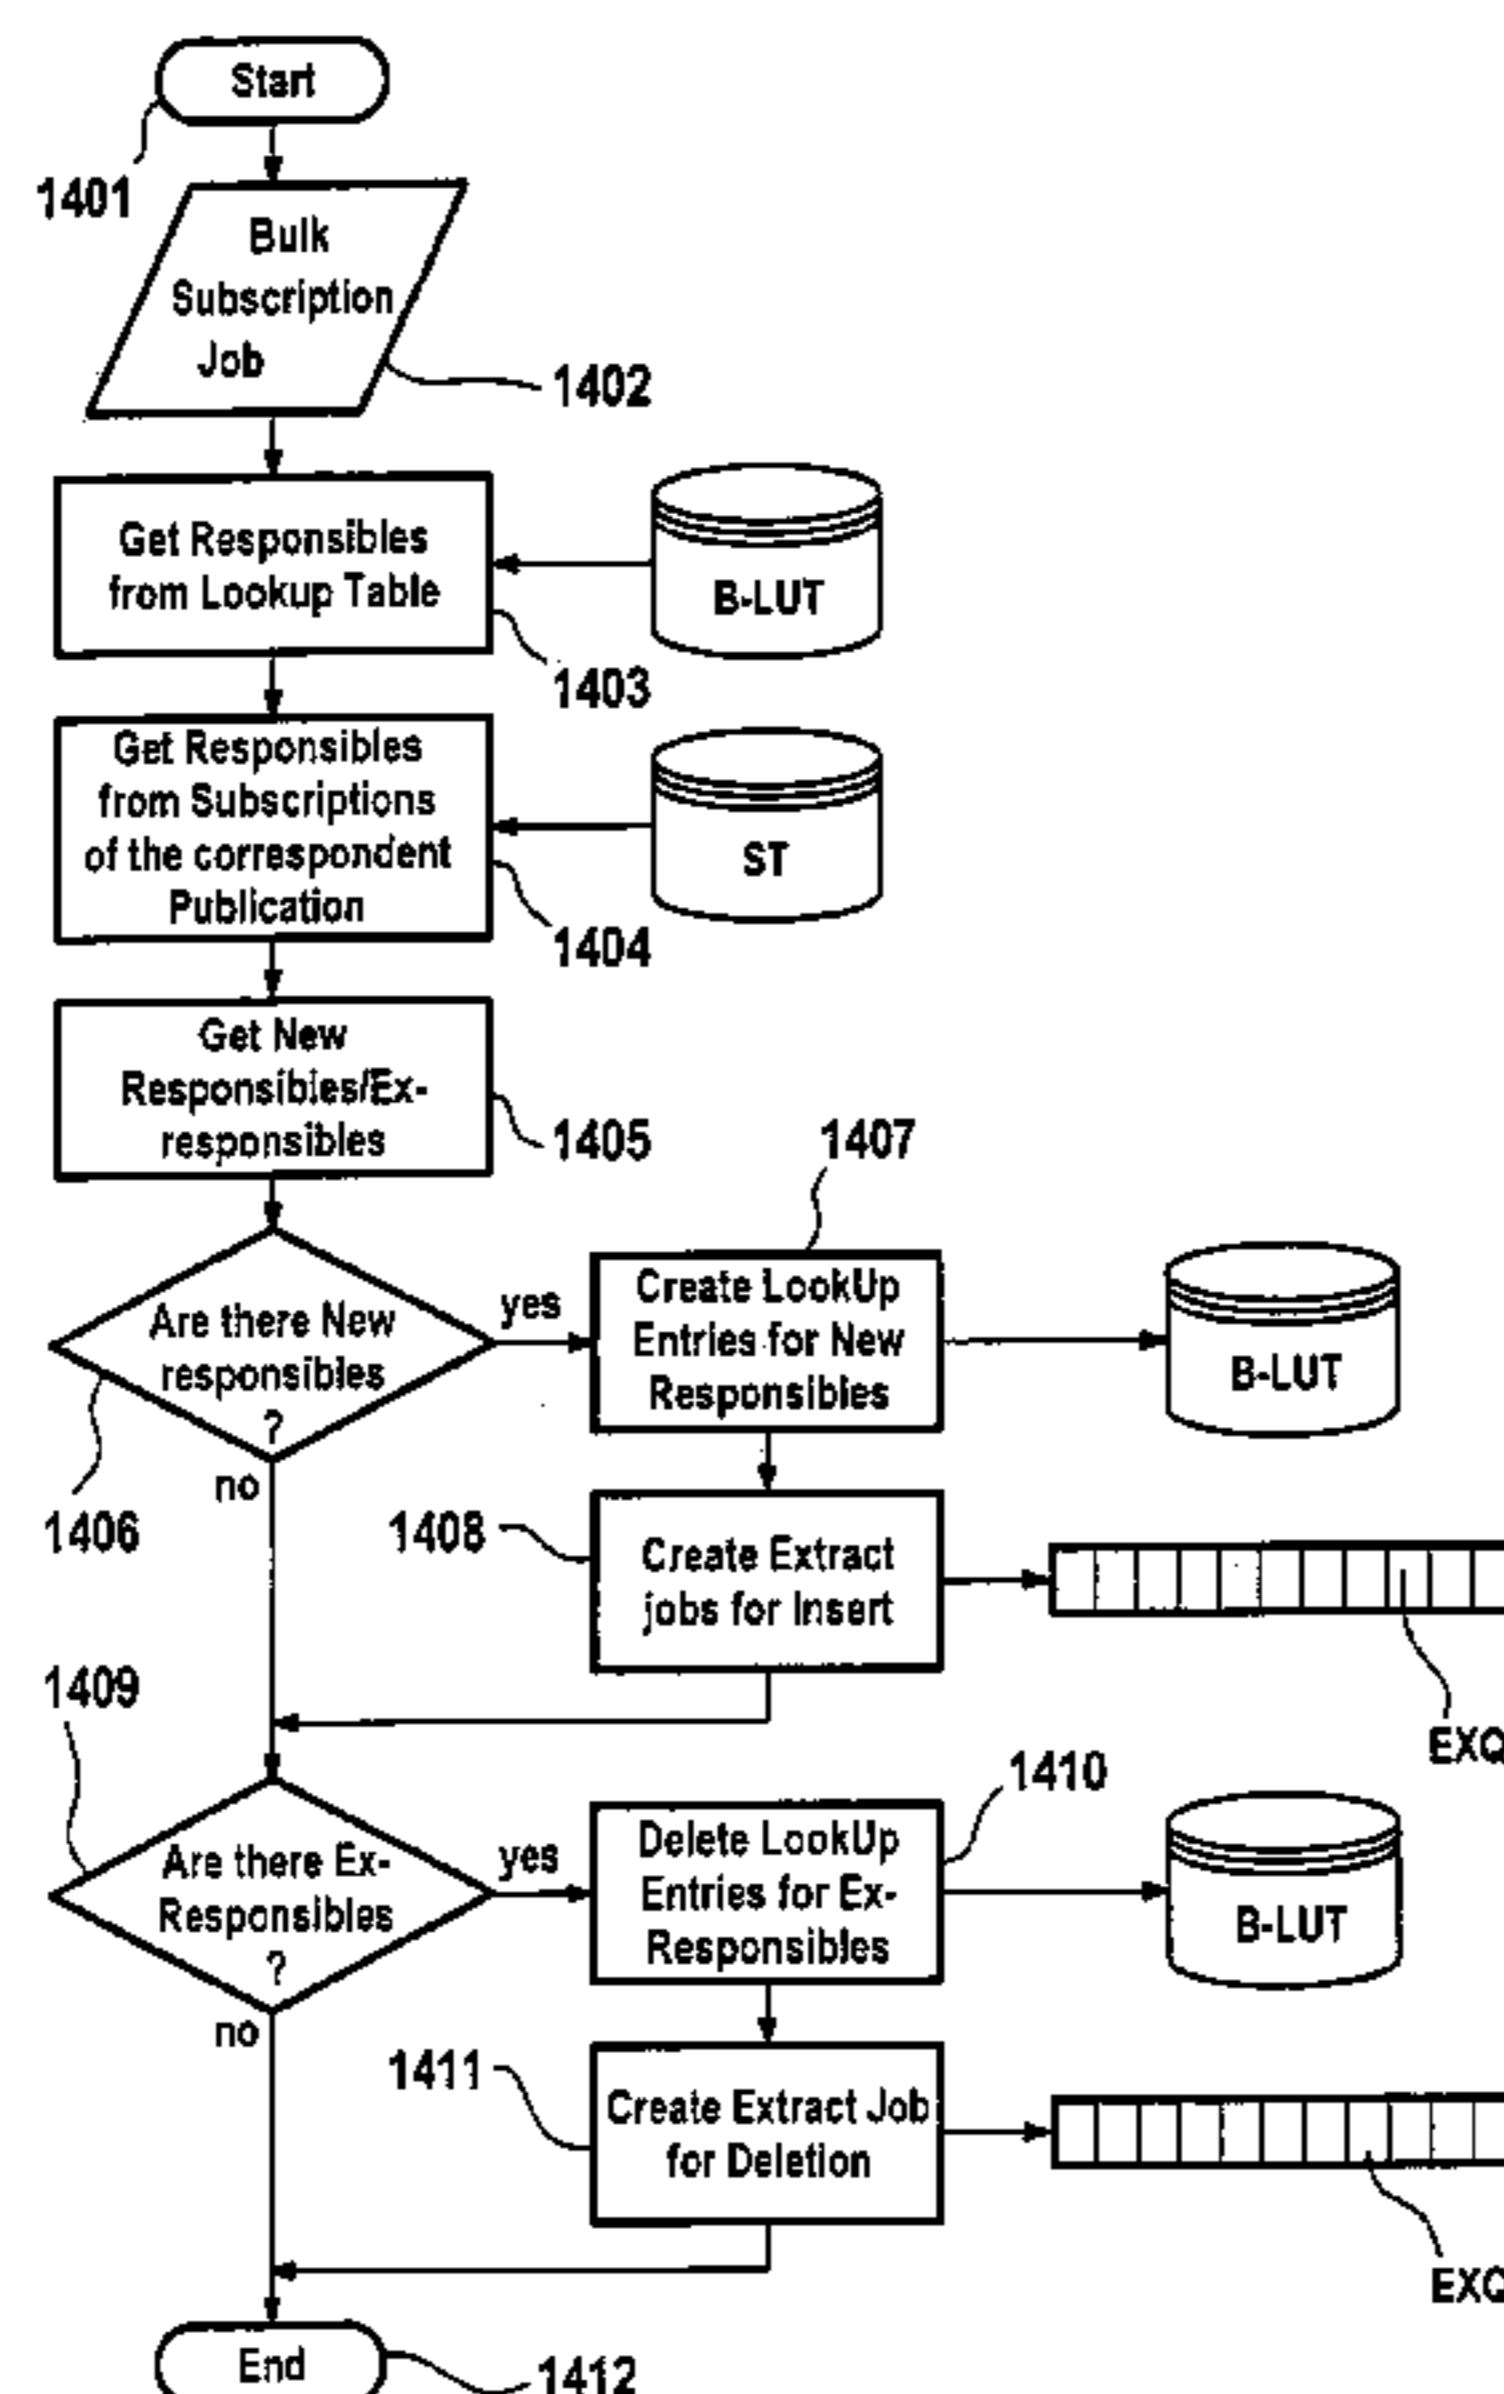 Start
1401
Bulk
Subscription
Job
1402
Get Responsibles
from Lookup Table
B-LUT
1403
Get Responsibles
from Subscriptions
of the correspondent
Publication
ST
1404
Get New
Responsibles/Ex-
responsibles
1405
1407
Are there New
responsibles
?
yes
Create LookUp
Entries for New
Responsibles
B-LUT
no
1406
1408
Create Extract
jobs for Insert
EXQ
1409
1410
Are there Ex-
Responsibles
?
yes
Delete LookUp
Entries for Ex-
Responsibles
B-LUT
no
1411
Create Extract Job
for Deletion
EXQ
End
1412